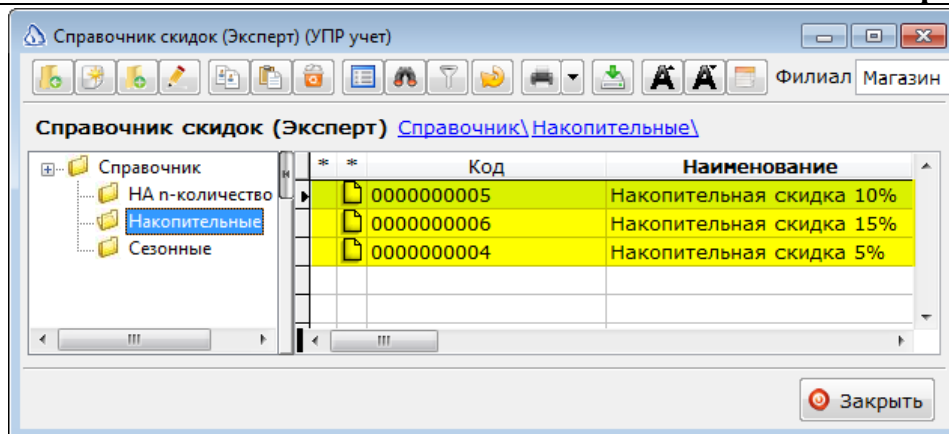 Справочник скидок (Эксперт) (УПР учет)
Филиал Магазин
Справочник скидок (Эксперт) Справочник\Накопительные\
Справочник
НА n-количество
Накопительные
Сезонные
* * Код Наименование
0000000005 Накопительная скидка 10%
0000000006 Накопительная скидка 15%
0000000004 Накопительная скидка 5%
Закрыть